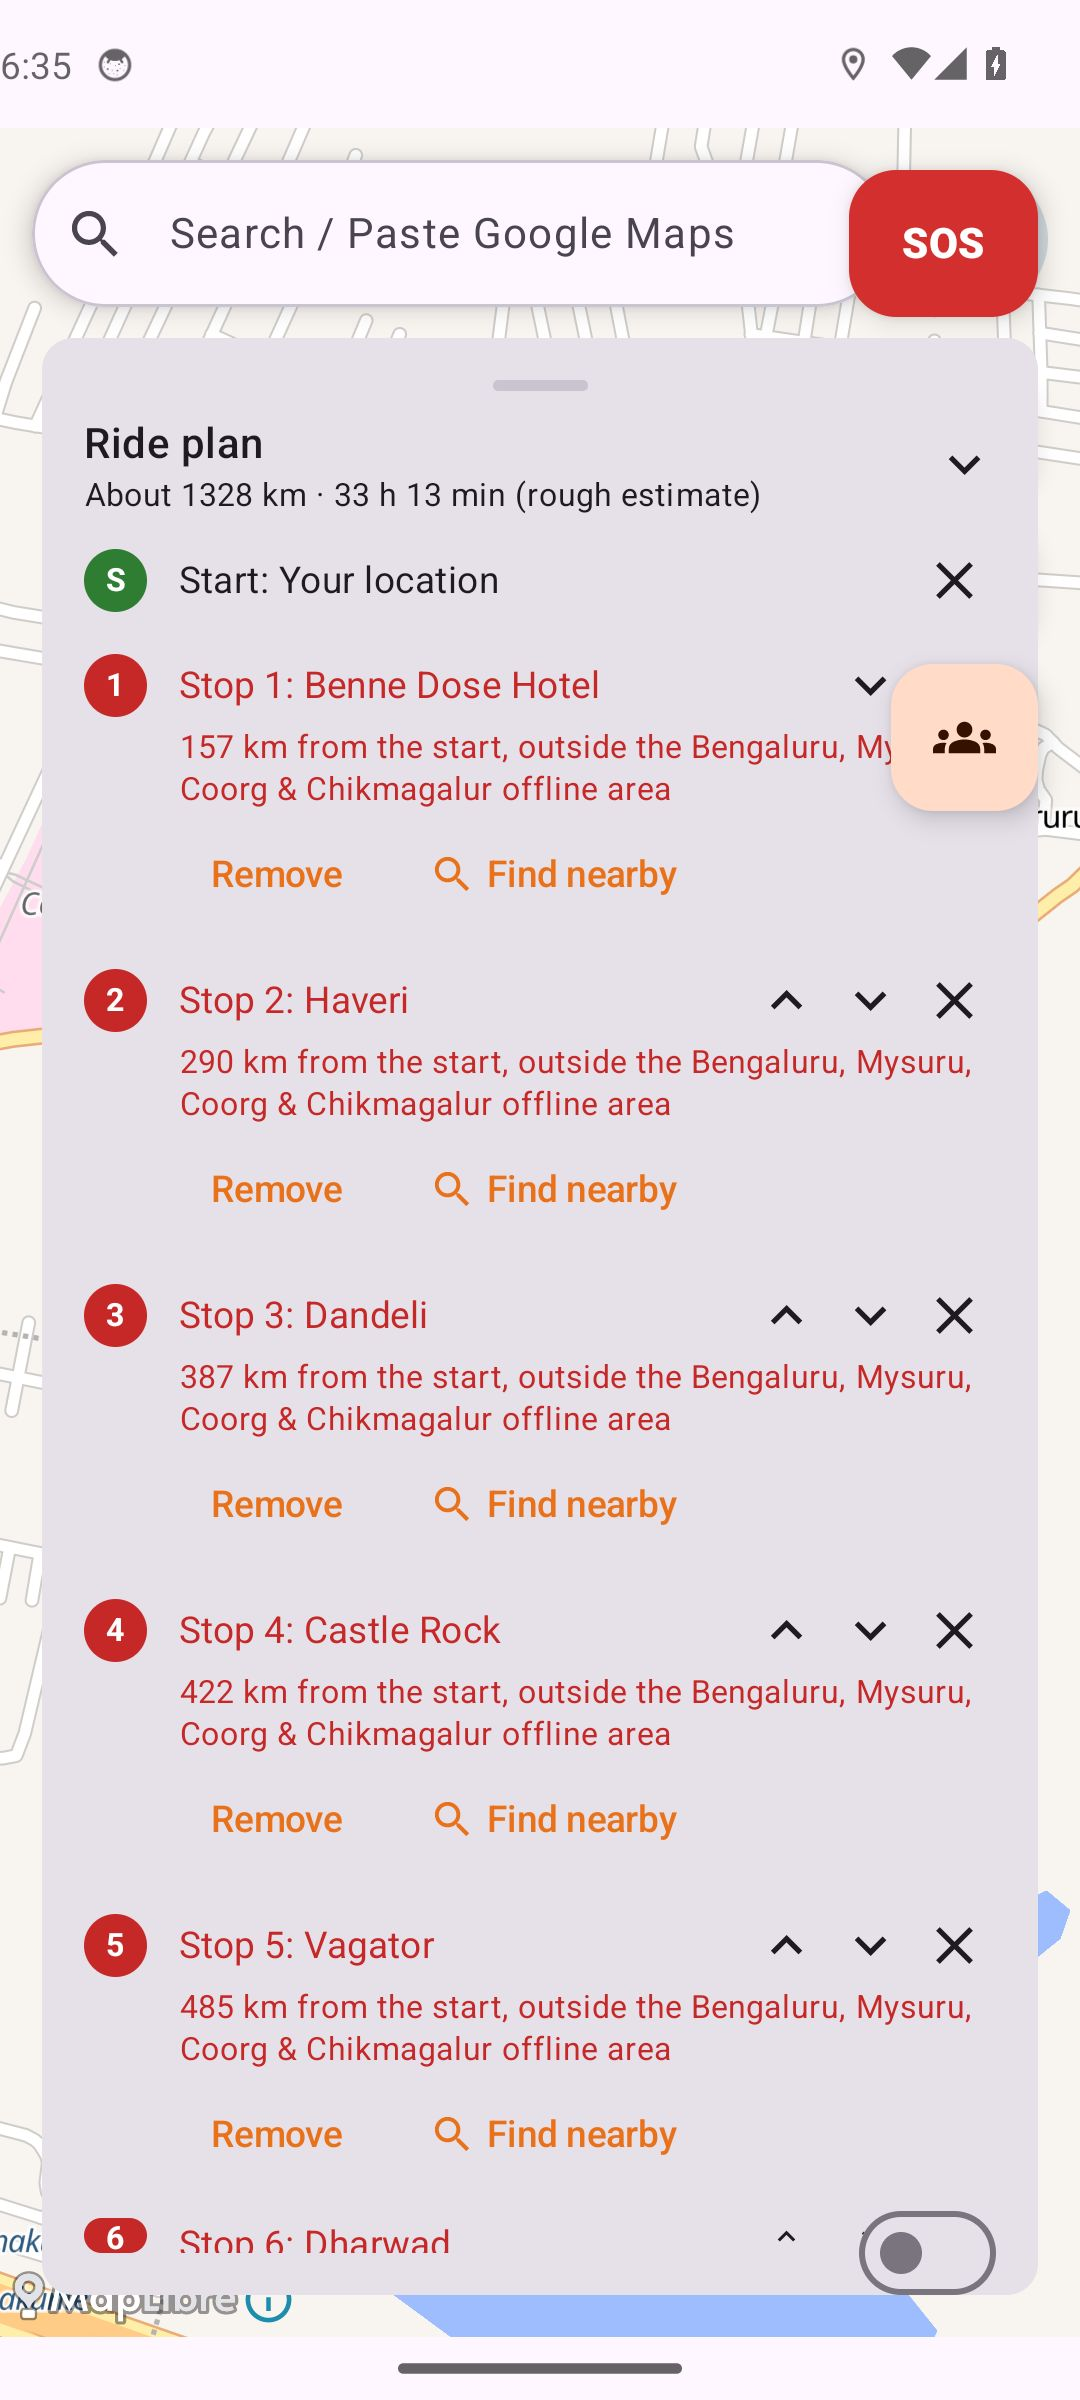 6:35
Search / Paste Google Maps
SOS
Ride plan
About 1328 km · 33 h 13 min (rough estimate)
S
Start: Your location
1
Stop 1: Benne Dose Hotel
157 km from the start, outside the Bengaluru, My
Coorg & Chikmagalur offline area
Remove
Find nearby
2
Stop 2: Haveri
290 km from the start, outside the Bengaluru, Mysuru,
Coorg & Chikmagalur offline area
Remove
Find nearby
3
Stop 3: Dandeli
387 km from the start, outside the Bengaluru, Mysuru,
Coorg & Chikmagalur offline area
Remove
Find nearby
4
Stop 4: Castle Rock
422 km from the start, outside the Bengaluru, Mysuru,
Coorg & Chikmagalur offline area
Remove
Find nearby
5
Stop 5: Vagator
485 km from the start, outside the Bengaluru, Mysuru,
Coorg & Chikmagalur offline area
Remove
Find nearby
6
Stop 6: Dharwad
MapLibre